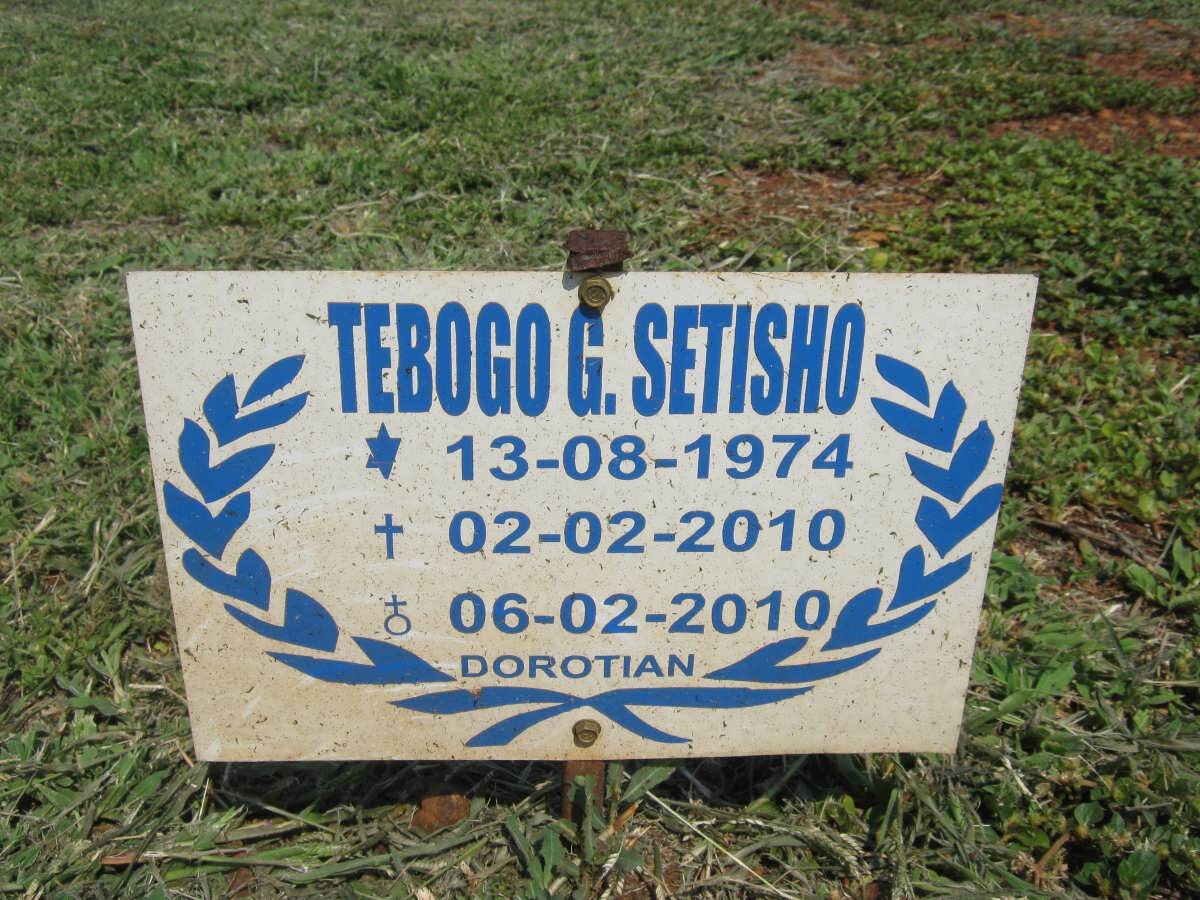 TEBOGO G. SETISHO
13-08-1974
02-02-2010
06-02-2010
DOROTIAN